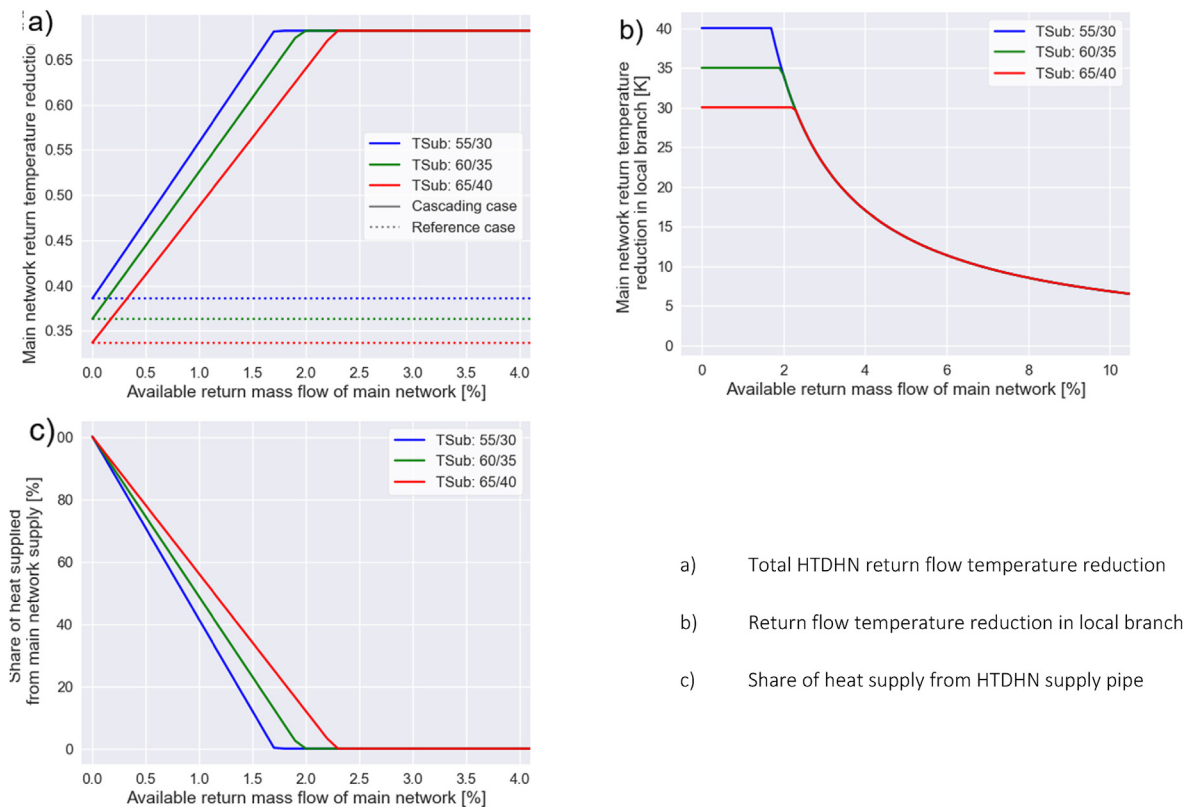 a)
Main network return temperature reductio
0.65
0.60
0.55
0.50
0.45
0.40
0.35
TSub: 55/30
TSub: 60/35
TSub: 65/40
Cascading case
Reference case
0.0 0.5 1.0 1.5 2.0 2.5 3.0 3.5 4.0
Available return mass flow of main network [%]
b)
Main network return temperature
reduction in local branch [K]
40
35
30
25
20
15
10
5
0
TSub: 55/30
TSub: 60/35
TSub: 65/40
0 2 4 6 8 10
Available return mass flow of main network [%]
c)
Share of heat supplied
from main network supply [%]
00
80
60
40
20
0
TSub: 55/30
TSub: 60/35
TSub: 65/40
0.0 0.5 1.0 1.5 2.0 2.5 3.0 3.5 4.0
Available return mass flow of main network [%]
a) Total HTDHN return flow temperature reduction
b) Return flow temperature reduction in local branch
c) Share of heat supply from HTDHN supply pipe